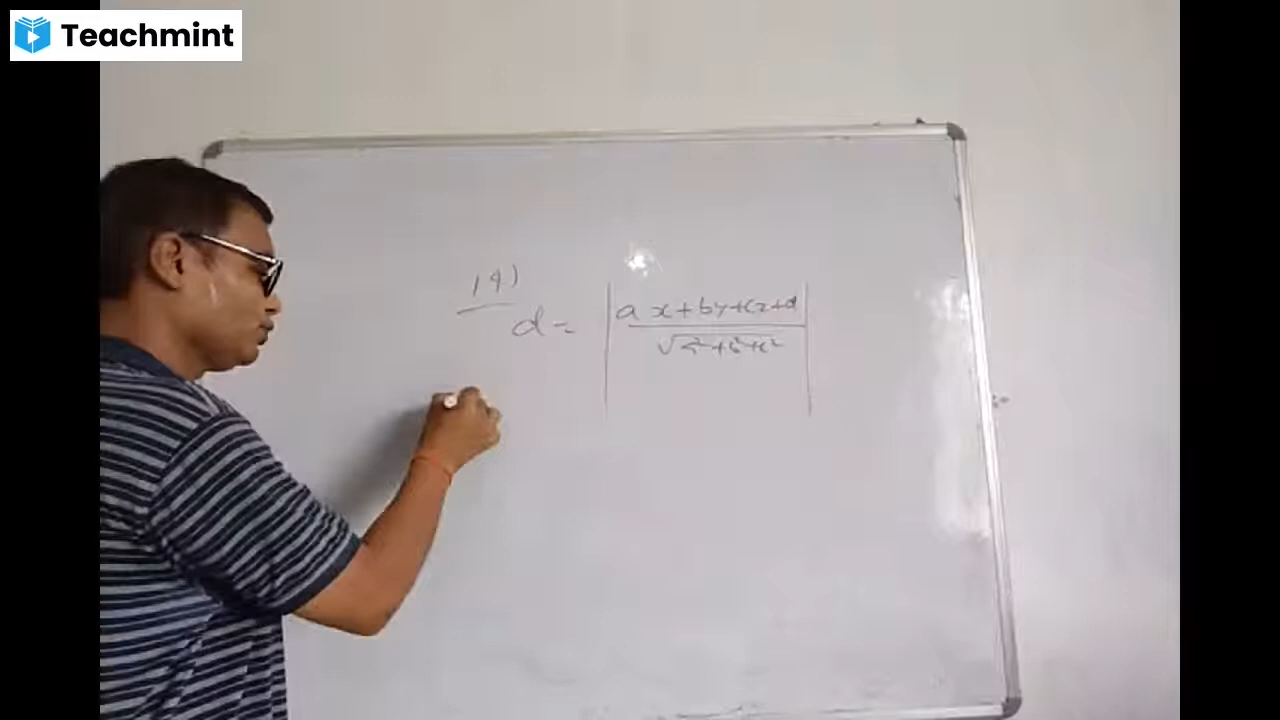 Teachmint
14)
d = | (ax+by+cz+d) / √(a²+b²+c²) |